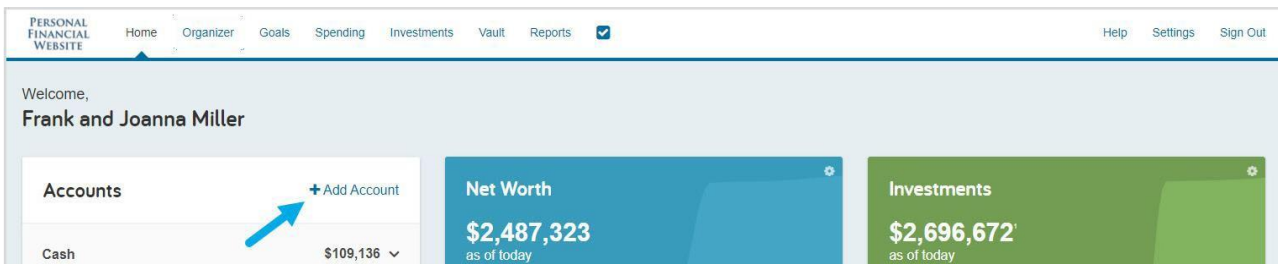 PERSONAL
FINANCIAL
WEBSITE
Home Organizer Goals Spending Investments Vault Reports Help Settings Sign Out
Welcome,
Frank and Joanna Miller
Accounts + Add Account
Cash $109,136
Net Worth
$2,487,323
as of today
Investments
$2,696,672¹
as of today